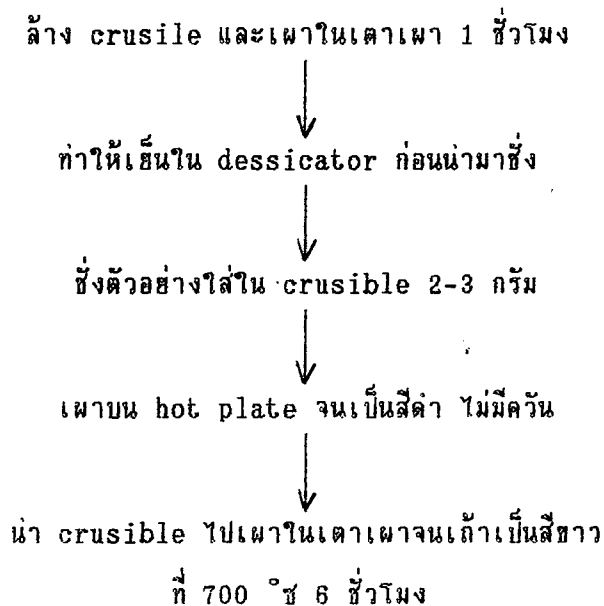 ล้าง crusile และเผาในเตาเผา 1 ชั่วโมง
ทำให้เย็นใน dessicator ก่อนนำมาชั่ง
ชั่งตัวอย่างใส่ใน crusible 2-3 กรัม
เผาบน hot plate จนเป็นสีดำ ไม่มีควัน
นำ crusible ไปเผาในเตาเผาจนเถ้าเป็นสีขาว
ที่ 700 °ซ 6 ชั่วโมง